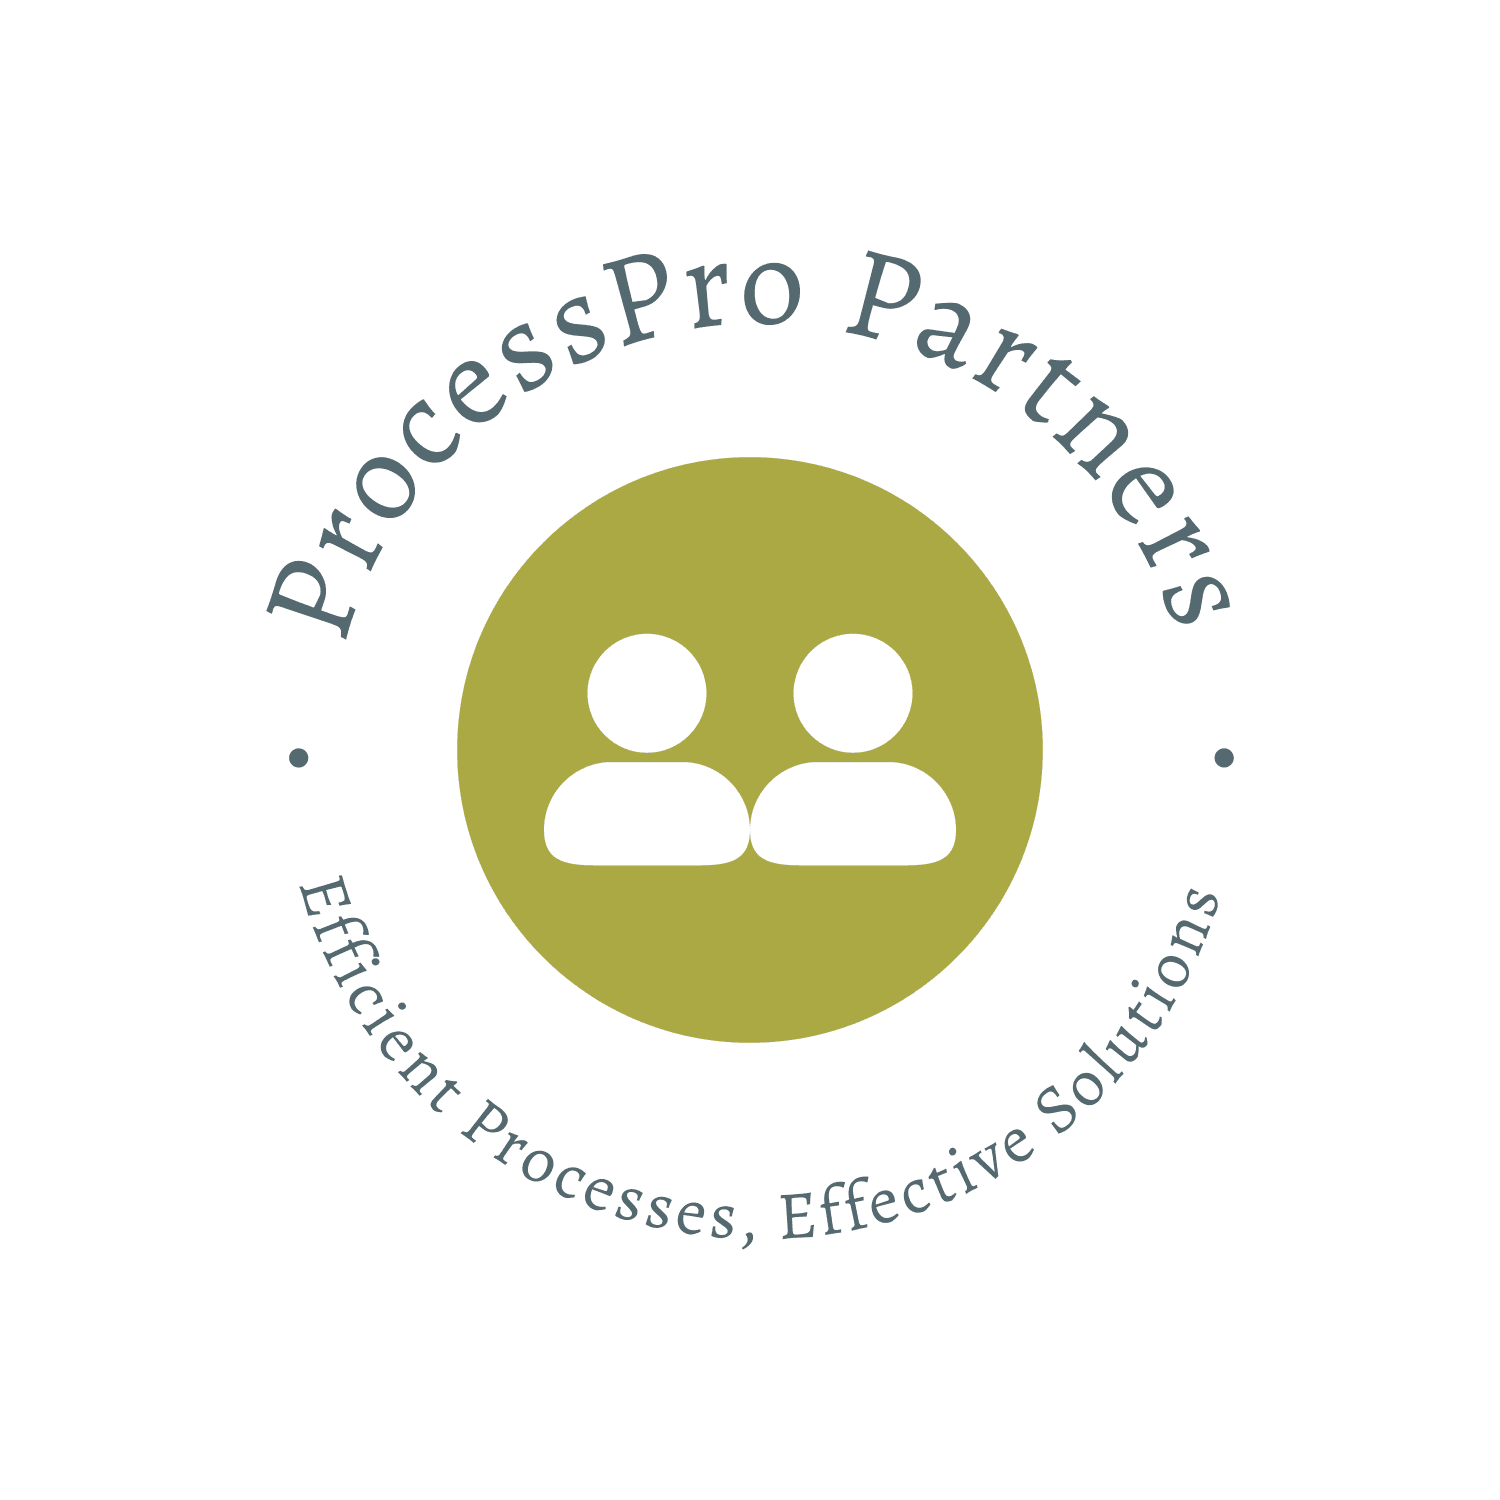 ProcessPro Partners
Efficient Processes, Effective Solutions